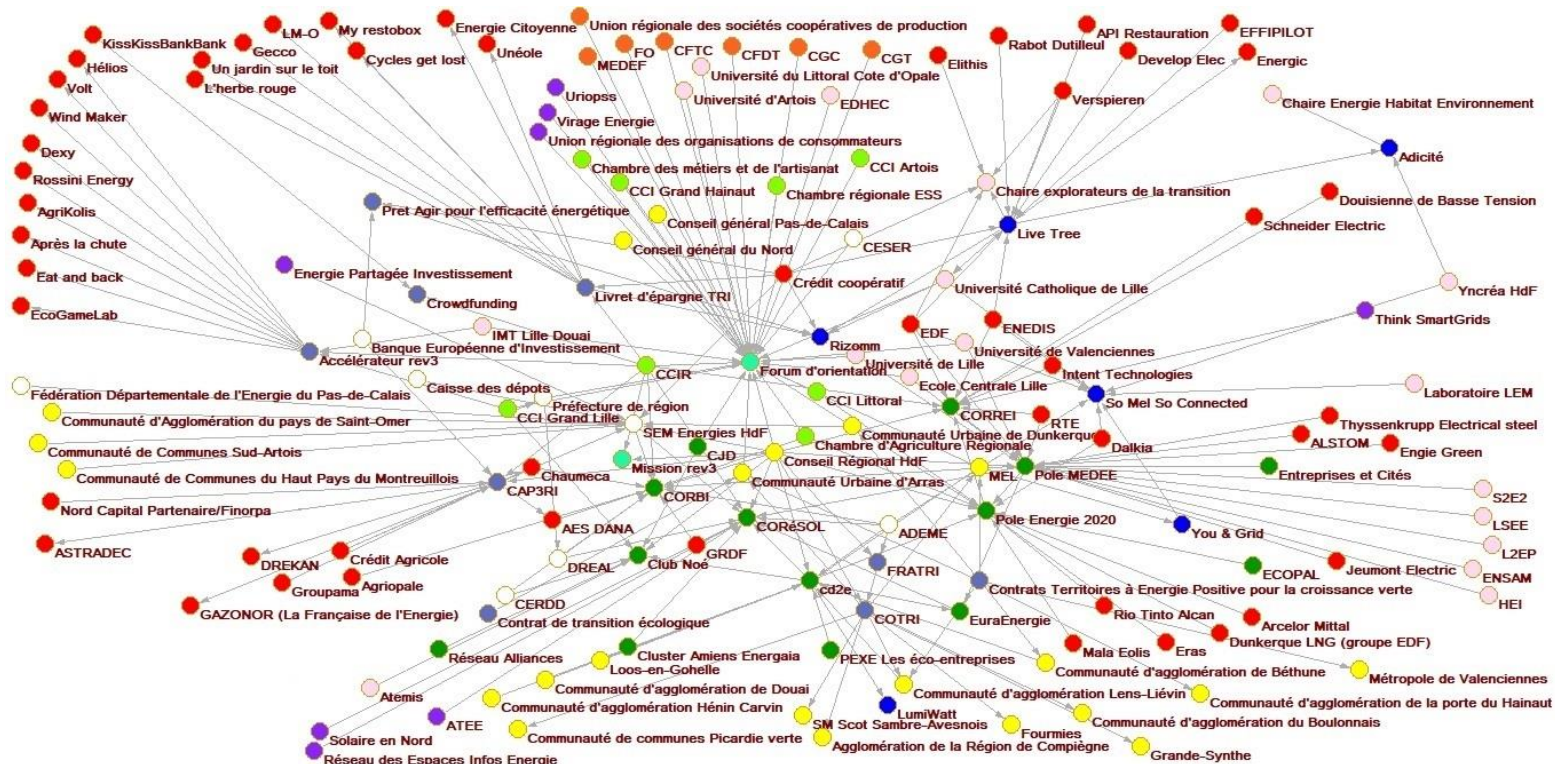 Union régionale des sociétés coopératives de production
Energie Citoyenne
My restobox
LM-O
KissKissBankBank
Gecco
Cycles get lost
Unéole
MEDEF
FO
CFTC
CFDT
CGC
CGT
Elithis
Rabot Dutilleul
API Restauration
EFFIPILOT
Develop Elec
Energic
Hélios
Un jardin sur le toit
L'herbe rouge
Volt
Université du Littoral Cote d'Opale
Université d'Artois
EDHEC
Uriopss
Verspieren
Chaire Energie Habitat Environnement
Wind Maker
Virage Energie
Union régionale des organisations de consommateurs
Dexy
Adicité
Chambre des métiers et de l'artisanat
CCI Artois
Rossini Energy
CCI Grand Hainaut
Chambre régionale ESS
Chaire explorateurs de la transition
Douisienne de Basse Tension
AgriKolis
Pret Agir pour l'efficacité énergétique
Conseil général Pas-de-Calais
Live Tree
Schneider Electric
Après la chute
Conseil général du Nord
CESER
Eat and back
Energie Partagée Investissement
Crédit coopératif
Université Catholique de Lille
Yncréa HdF
EcoGameLab
Crowdfunding
Livret d'épargne TRI
Think SmartGrids
EDF
ENEDIS
IMT Lille Douai
Rizomm
Banque Européenne d'Investissement
Université de Valenciennes
Accélérateur rev3
Université de Lille
CCIR
Forum d'orientation
Intent Technologies
Caisse des dépots
Ecole Centrale Lille
Fédération Départementale de l'Energie du Pas-de-Calais
CCI Littoral
So Mel So Connected
Laboratoire LEM
Préfecture de région
CCI Grand Lille
CORREI
Communauté d'Agglomération du pays de Saint-Omer
RTE
Thyssenkrupp Electrical steel
SEM Energies HdF
Communauté Urbaine de Dunkerque
ALSTOM
Communauté de Communes Sud-Artois
CJD
Chambre d'Agriculture Régionale
Dalkia
Engie Green
Mission rev3
Conseil Régional HdF
Communauté de Communes du Haut Pays du Montreuillois
Chaumeca
Communauté Urbaine d'Arras
MEL
Pole MEDEE
Entreprises et Cités
CAP3RI
CORBI
S2E2
Nord Capital Partenaire/Finorpa
AES DANA
CORéSOL
Pole Energie 2020
LSEE
ADEME
You & Grid
ASTRADEC
L2EP
Crédit Agricole
DREKAN
DREAL
Club Noé
GRDF
FRATRI
ECOPAL
Jeumont Electric
ENSAM
Agriopale
Groupama
cd2e
Contrats Territoires à Energie Positive pour la croissance verte
CERDD
HEI
GAZONOR (La Française de l'Energie)
Contrat de transition écologique
COTRI
EuraEnergie
Rio Tinto Alcan
Arcelor Mittal
Dunkerque LNG (groupe EDF)
Réseau Alliances
Cluster Amiens Energaia
PEXE Les éco-entreprises
Mala Eolis
Eras
Loos-en-Gohelle
Communauté d'agglomération de Béthune
Métropole de Valenciennes
Atemis
Communauté d'agglomération de Douai
Communauté d'agglomération Lens-Liévin
Communauté d'agglomération de la porte du Hainaut
Communauté d'agglomération Hénin Carvin
LumiWatt
Communauté d'agglomération du Boulonnais
ATEE
SM Scot Sambre-Avesnois
Fourmies
Solaire en Nord
Communauté de communes Picardie verte
Agglomération de la Région de Compiègne
Grande-Synthe
Réseau des Espaces Infos Energie